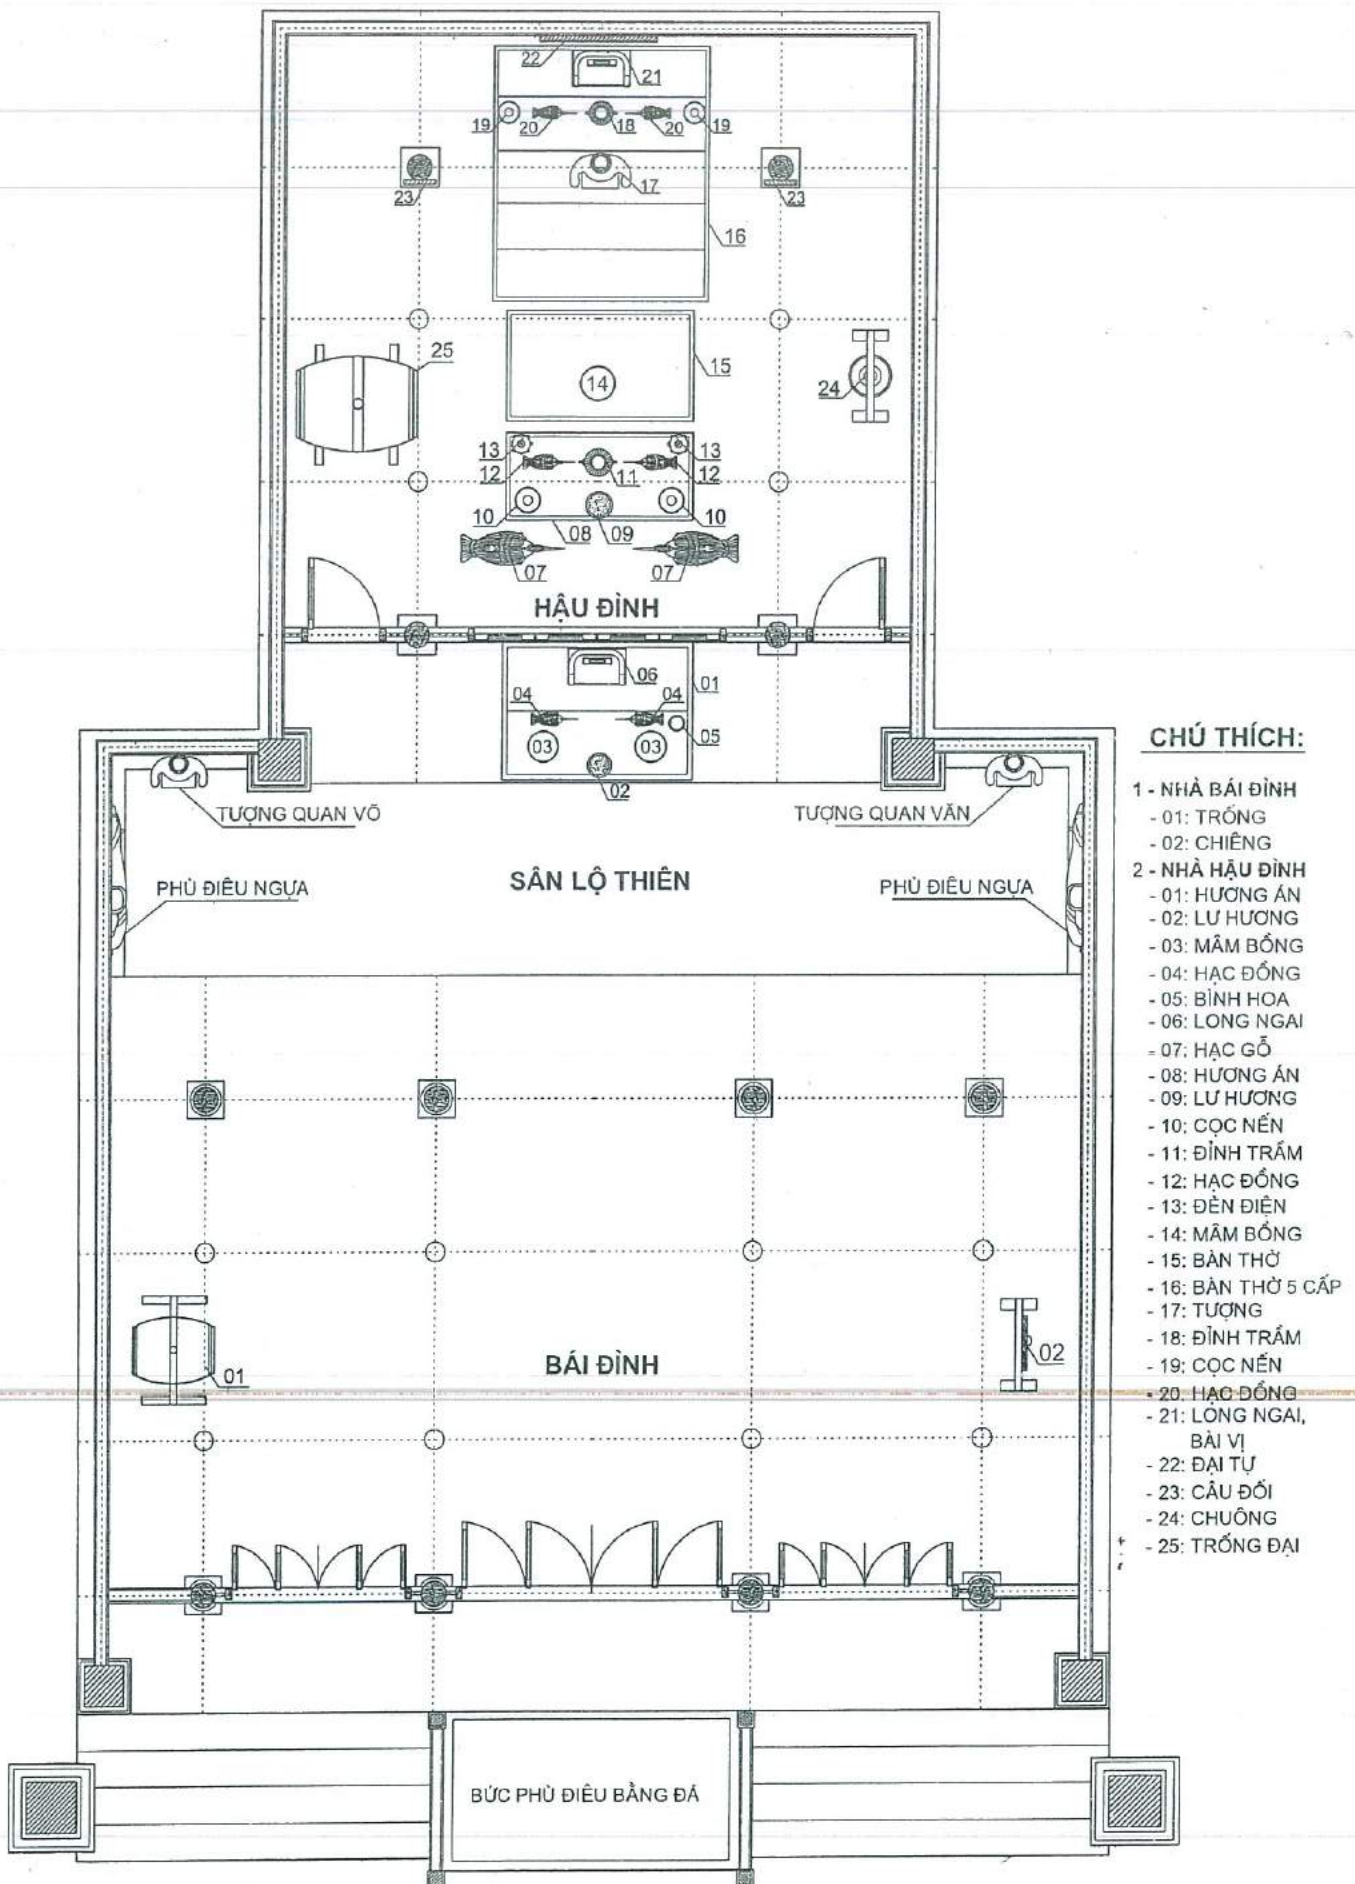 22
21
19
20
18
20
19
23
17
23
16
25
15
14
24
13
13
12
11
12
10
10
08
09
07
07
HẬU ĐÌNH
06
01
04
04
05
03
03
02
TƯỢNG QUAN VÕ
TƯỢNG QUAN VĂN
PHÙ ĐIÊU NGỰA
SÂN LỘ THIÊN
PHÙ ĐIÊU NGỰA
01
BÁI ĐÌNH
02
BỨC PHÙ ĐIÊU BẰNG ĐÁ
CHÚ THÍCH:
1 - NHÀ BÁI ĐÌNH
- 01: TRỐNG
- 02: CHIÊNG
2 - NHÀ HẬU ĐÌNH
- 01: HƯƠNG ÁN
- 02: LƯ HƯƠNG
- 03: MÂM BỒNG
- 04: HẠC ĐỒNG
- 05: BÌNH HOA
- 06: LONG NGAI
- 07: HẠC GỖ
- 08: HƯƠNG ÁN
- 09: LƯ HƯƠNG
- 10: CỌC NẾN
- 11: ĐỈNH TRẦM
- 12: HẠC ĐỒNG
- 13: ĐÈN ĐIỆN
- 14: MÂM BỒNG
- 15: BÀN THỜ
- 16: BÀN THỜ 5 CẤP
- 17: TƯỢNG
- 18: ĐỈNH TRẦM
- 19: CỌC NẾN
- 20: HẠC ĐỒNG
- 21: LONG NGAI,
BÀI VỊ
- 22: ĐẠI TỰ
- 23: CÂU ĐỐI
- 24: CHUÔNG
- 25: TRỐNG ĐẠI